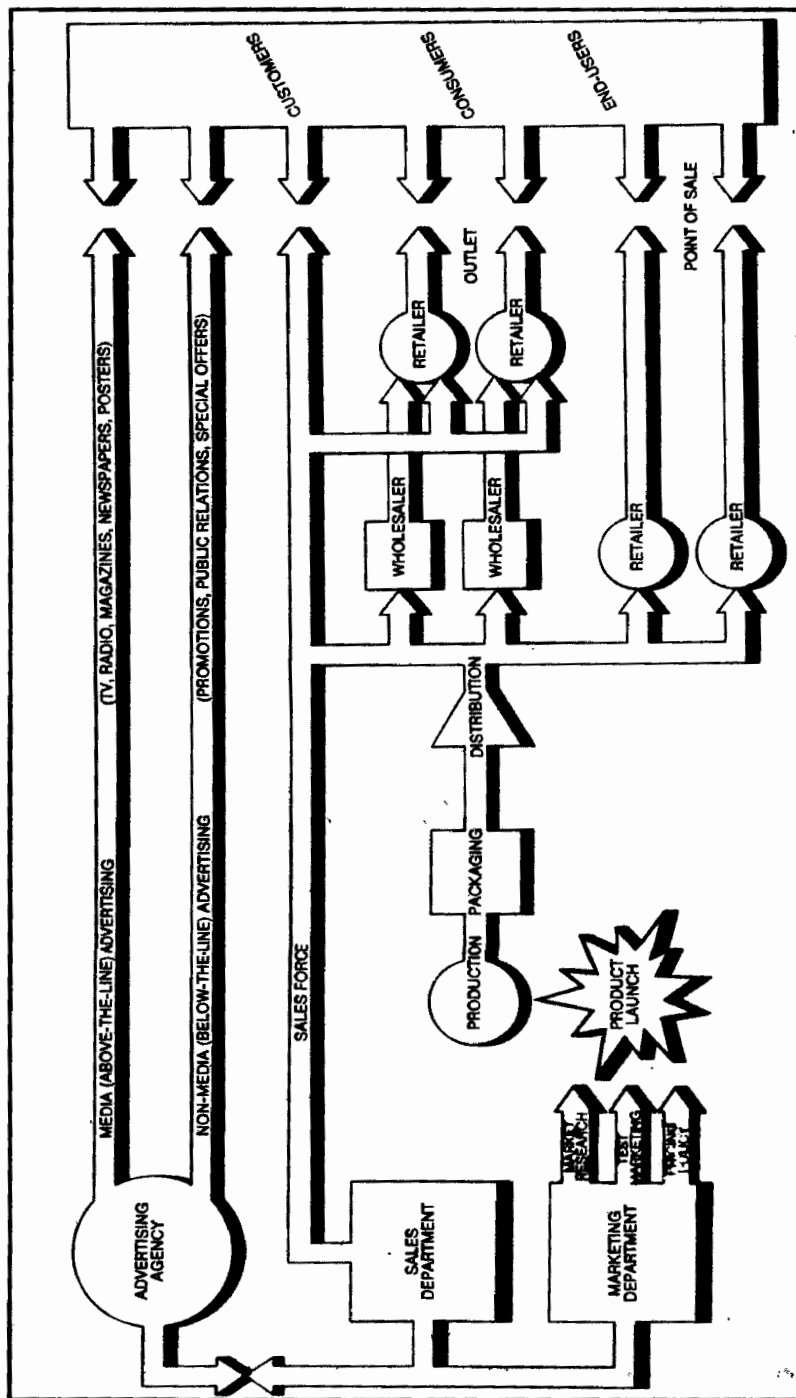 ADVERTISING
AGENCY
MEDIA (ABOVE-THE-LINE) ADVERTISING
(TV, RADIO, MAGAZINES, NEWSPAPERS, POSTERS)
NON-MEDIA (BELOW-THE-LINE) ADVERTISING
(PROMOTIONS, PUBLIC RELATIONS, SPECIAL OFFERS)
SALES
DEPARTMENT
SALES FORCE
CUSTOMERS
MARKETING
DEPARTMENT
MARKET
RESEARCH
TEST
MARKETING
PRICING
POLICY
PRODUCT
LAUNCH
PRODUCTION
PACKAGING
DISTRIBUTION
WHOLESALER
RETAILER
WHOLESALER
RETAILER
OUTLET
CONSUMERS
RETAILER
RETAILER
POINT OF SALE
END-USERS